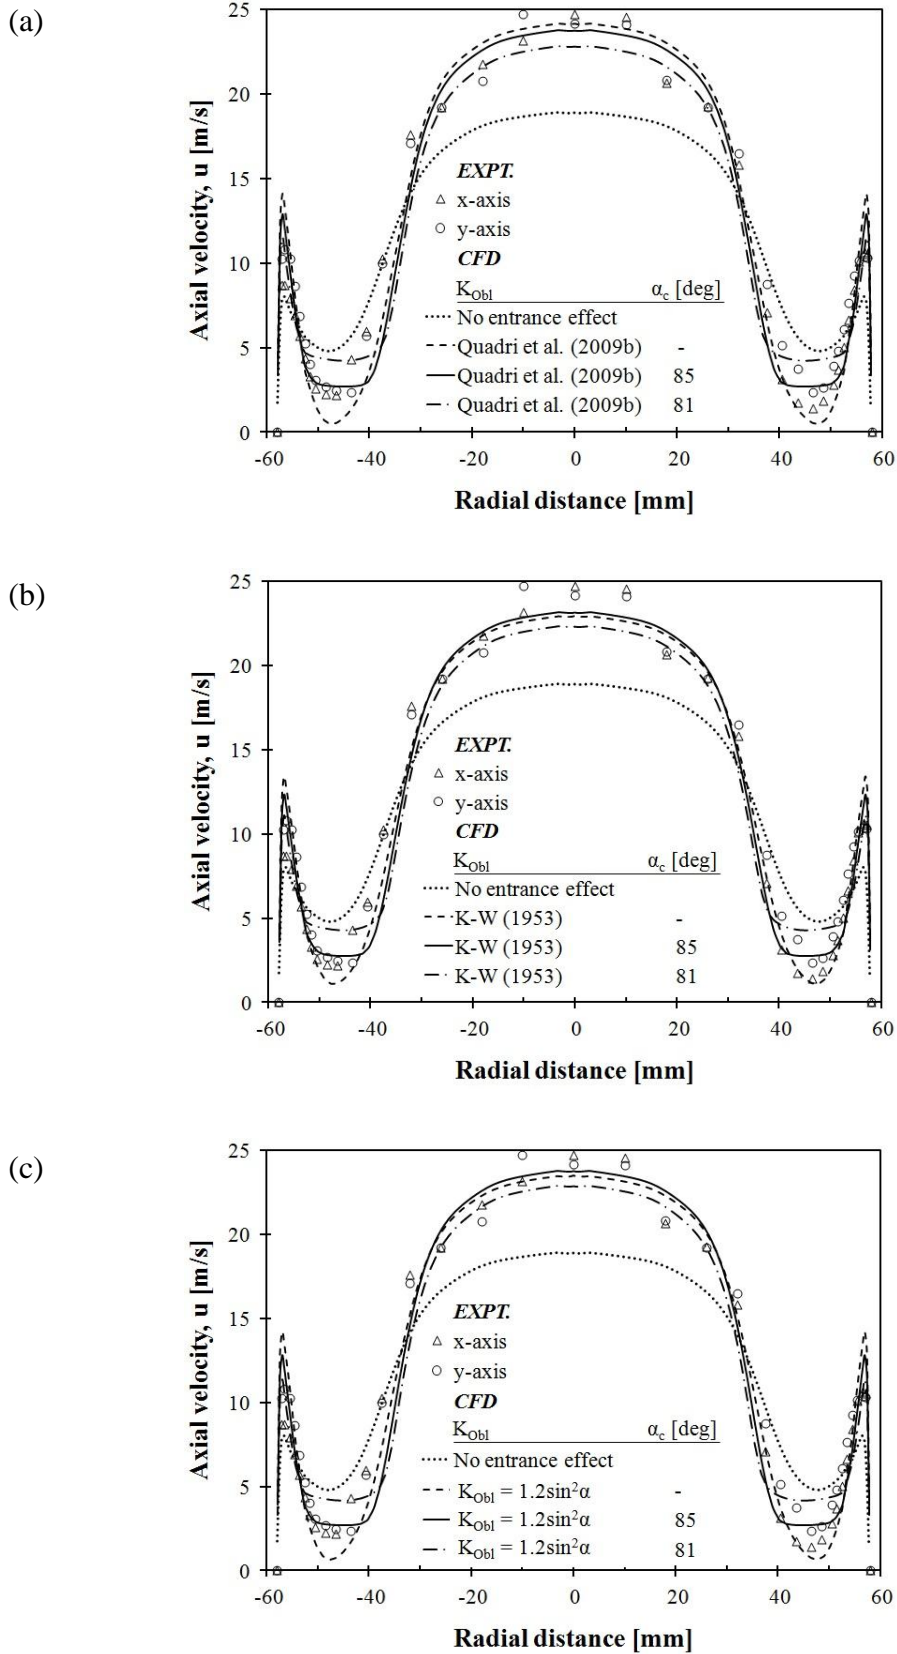 (a)
25
20
15
10
5
0
Axial velocity, u [m/s]
EXPT.
x-axis
y-axis
CFD
K_Obl α_c [deg]
No entrance effect
Quadri et al. (2009b) -
Quadri et al. (2009b) 85
Quadri et al. (2009b) 81
-60 -40 -20 0 20 40 60
Radial distance [mm]
(b)
25
20
15
10
5
0
Axial velocity, u [m/s]
EXPT.
x-axis
y-axis
CFD
K_Obl α_c [deg]
No entrance effect
K-W (1953) -
K-W (1953) 85
K-W (1953) 81
-60 -40 -20 0 20 40 60
Radial distance [mm]
(c)
25
20
15
10
5
0
Axial velocity, u [m/s]
EXPT.
x-axis
y-axis
CFD
K_Obl α_c [deg]
No entrance effect
K_Obl = 1.2sin²α -
K_Obl = 1.2sin²α 85
K_Obl = 1.2sin²α 81
-60 -40 -20 0 20 40 60
Radial distance [mm]